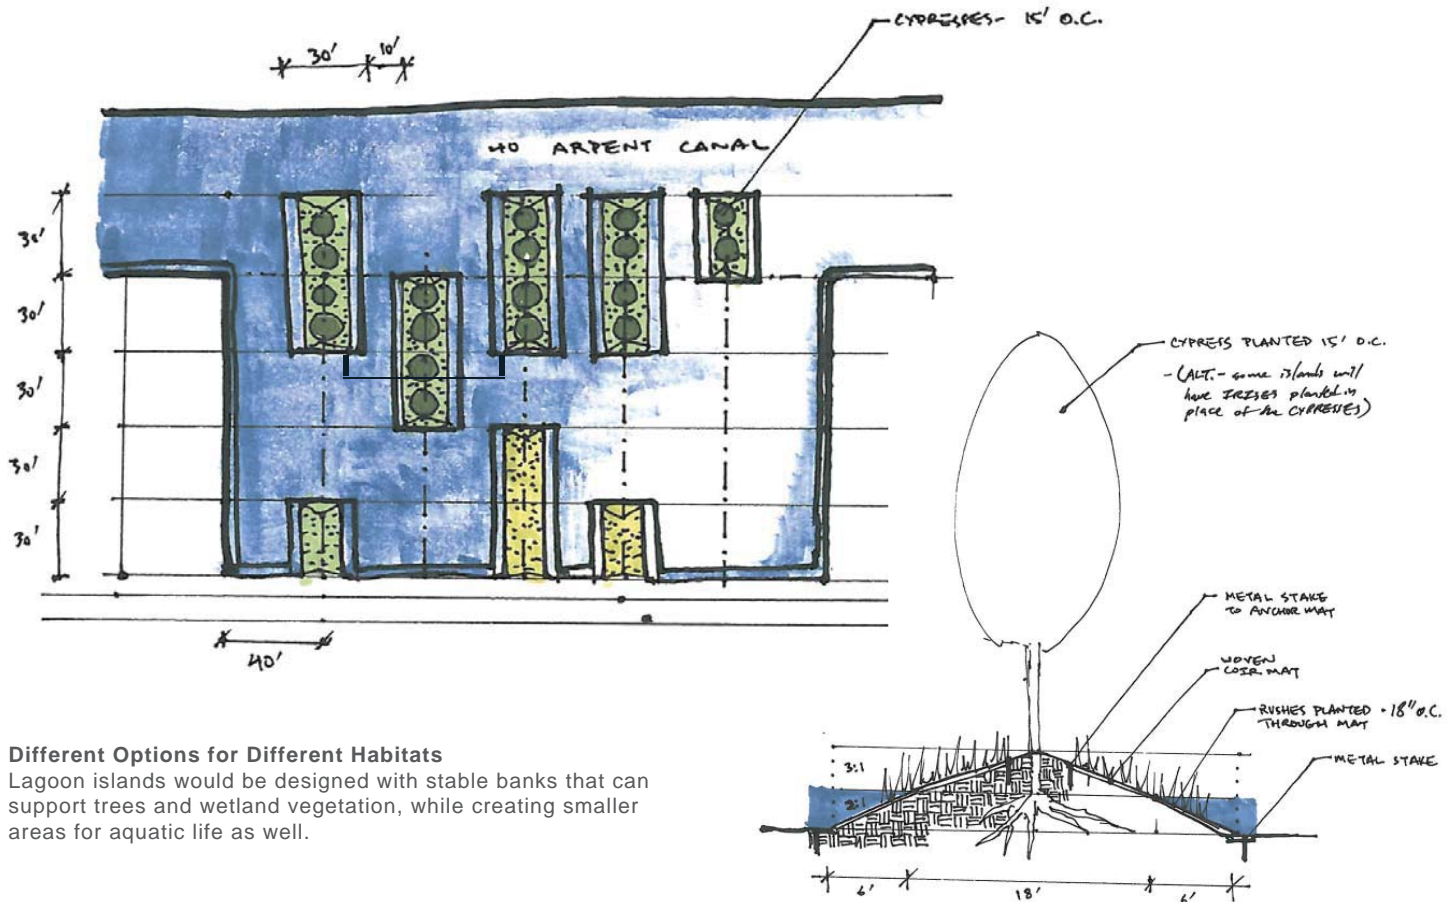 CYPRESSES - 15' O.C.
30'
10'
40 ARPENT CANAL
30'
30'
30'
30'
30'
40'
CYPRESS PLANTED 15' O.C.
- (ALT. - some islands will
have IRISES planted in
place of the CYPRESSES)
METAL STAKE
TO ANCHOR MAT
WOVEN
COIR MAT
RUSHES PLANTED - 18" O.C.
THROUGH MAT
METAL STAKE
3:1
2:1
6'
18'
6'
Different Options for Different Habitats
Lagoon islands would be designed with stable banks that can
support trees and wetland vegetation, while creating smaller
areas for aquatic life as well.